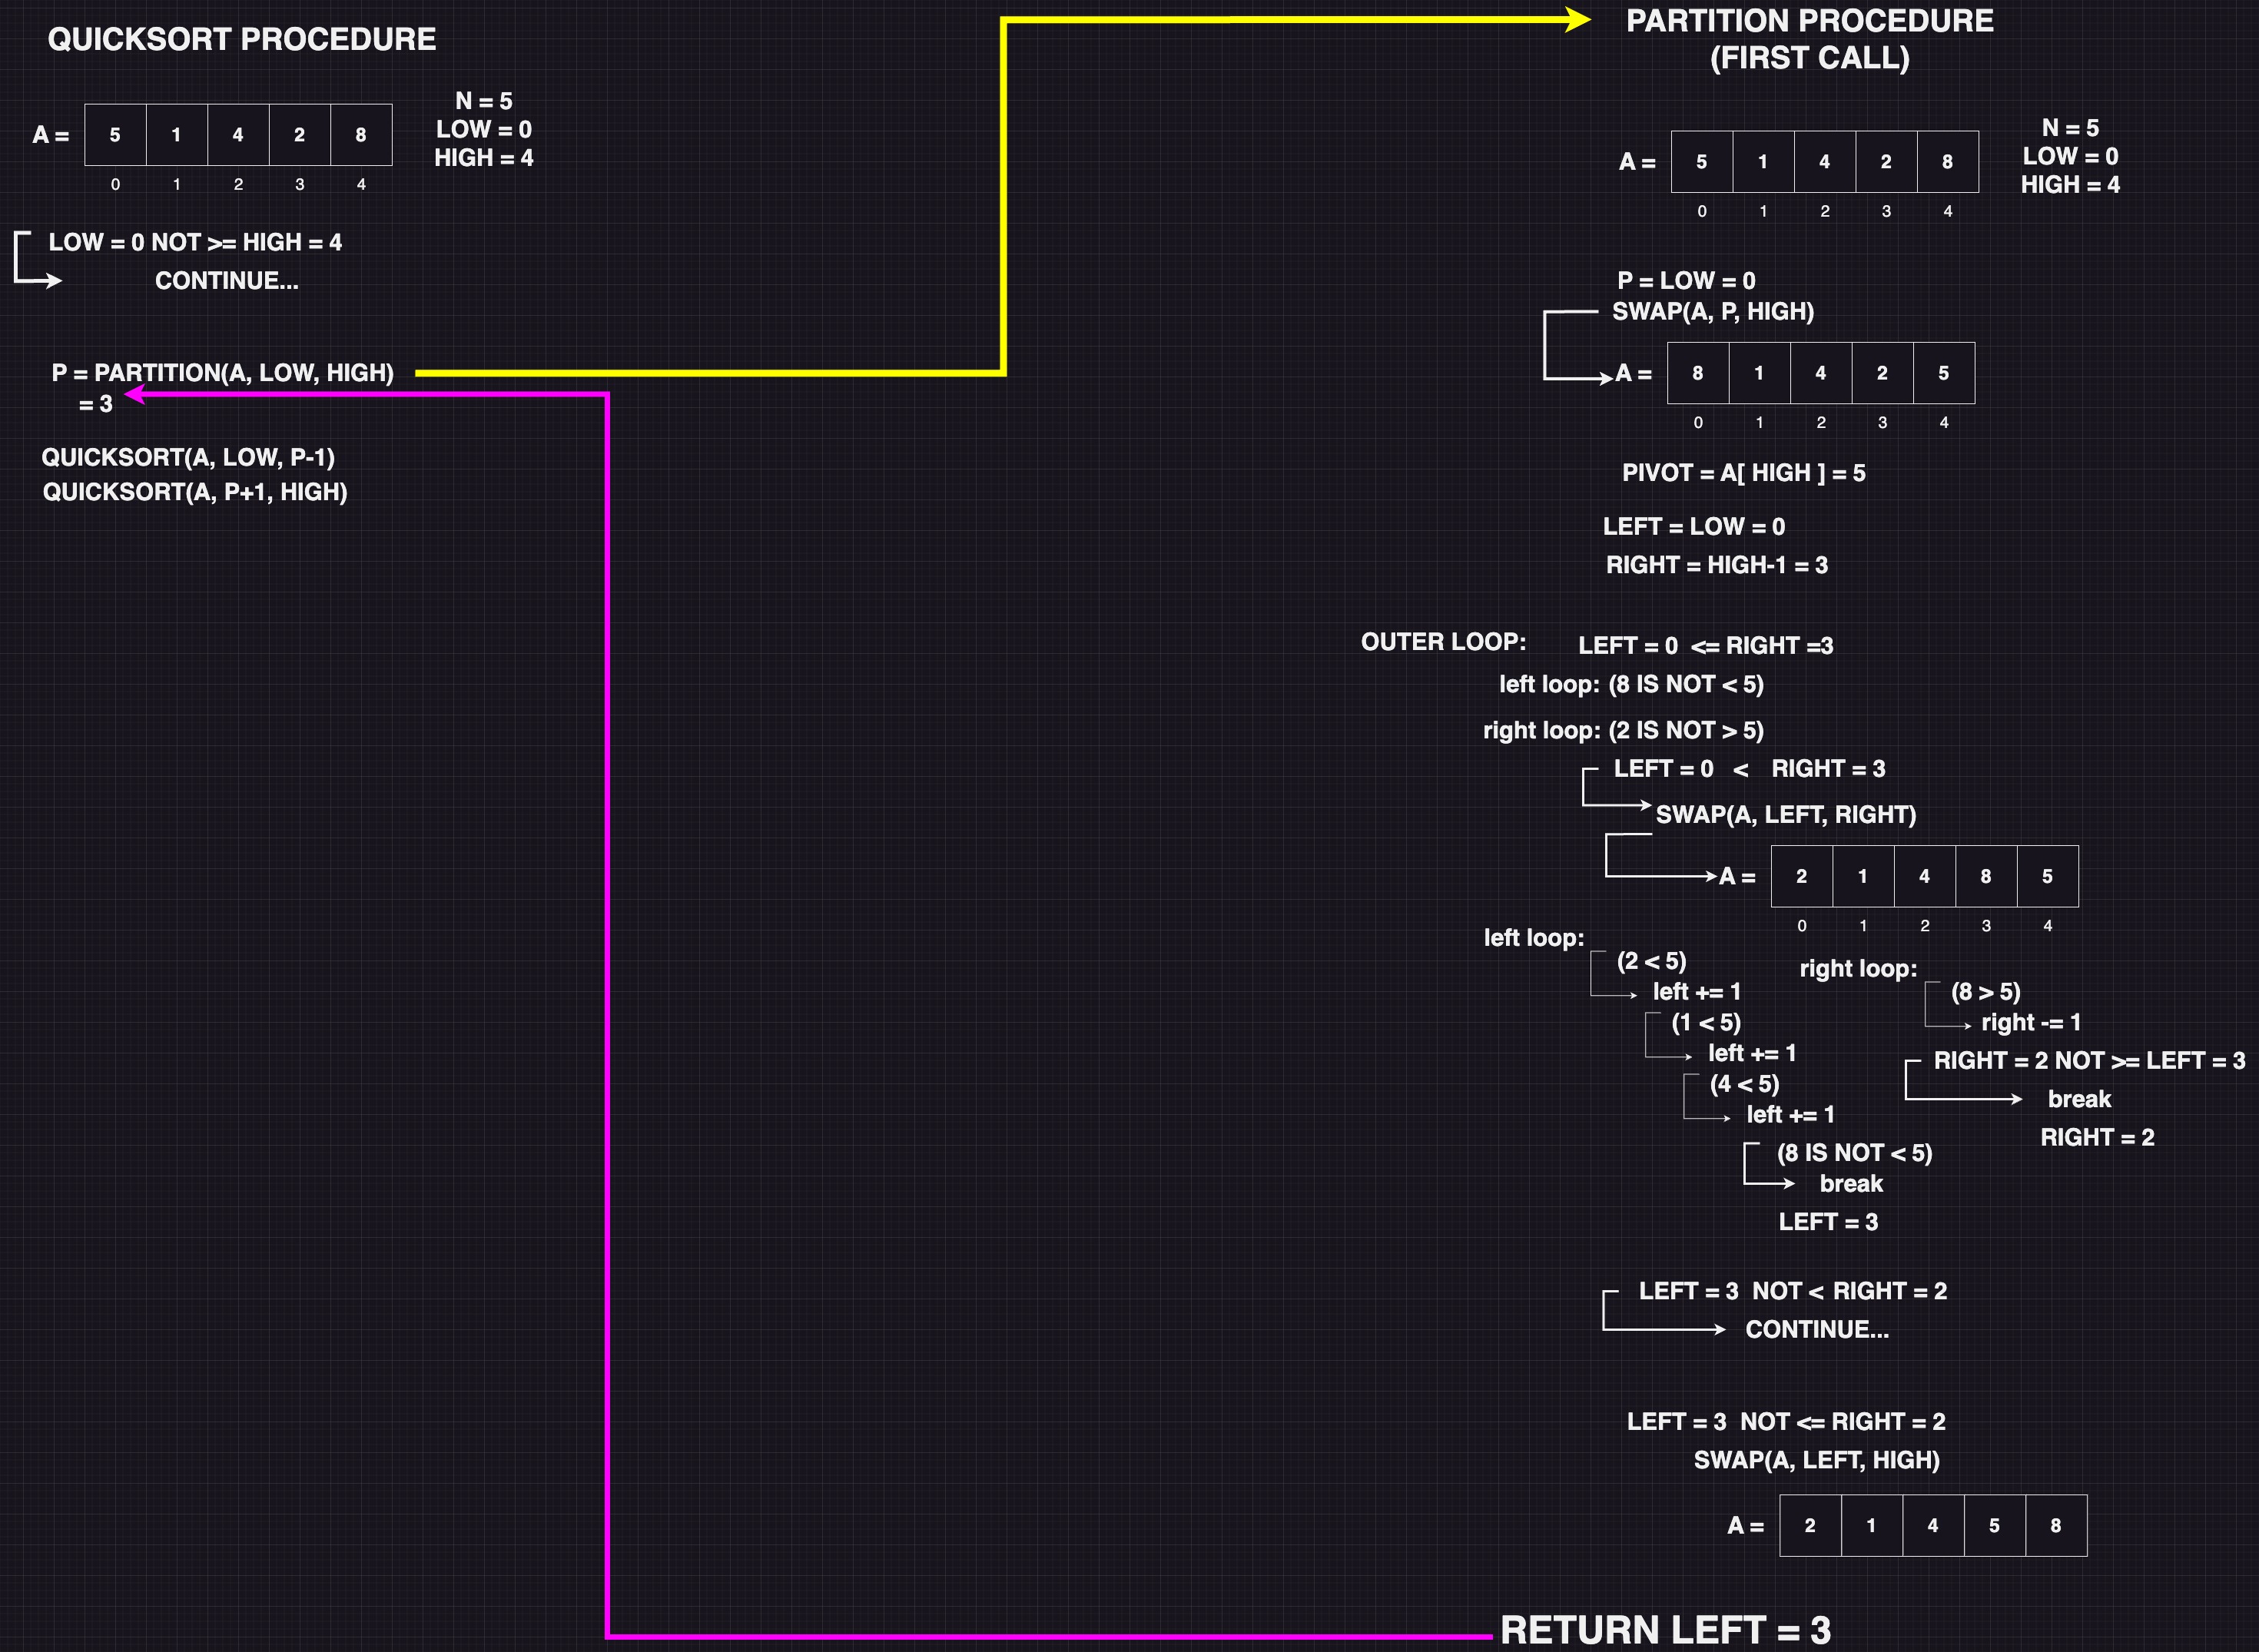 QUICKSORT PROCEDURE
A = 5 1 4 2 8
0 1 2 3 4
N = 5
LOW = 0
HIGH = 4
LOW = 0 NOT >= HIGH = 4
CONTINUE...
P = PARTITION(A, LOW, HIGH)
= 3
QUICKSORT(A, LOW, P-1)
QUICKSORT(A, P+1, HIGH)
PARTITION PROCEDURE
(FIRST CALL)
A = 5 1 4 2 8
0 1 2 3 4
N = 5
LOW = 0
HIGH = 4
P = LOW = 0
SWAP(A, P, HIGH)
A = 8 1 4 2 5
0 1 2 3 4
PIVOT = A[ HIGH ] = 5
LEFT = LOW = 0
RIGHT = HIGH-1 = 3
OUTER LOOP: LEFT = 0 <= RIGHT =3
left loop: (8 IS NOT < 5)
right loop: (2 IS NOT > 5)
LEFT = 0 < RIGHT = 3
SWAP(A, LEFT, RIGHT)
A = 2 1 4 8 5
0 1 2 3 4
left loop:
(2 < 5)
left += 1
(1 < 5)
left += 1
(4 < 5)
left += 1
(8 IS NOT < 5)
break
LEFT = 3
right loop:
(8 > 5)
right -= 1
RIGHT = 2 NOT >= LEFT = 3
break
RIGHT = 2
LEFT = 3 NOT < RIGHT = 2
CONTINUE...
LEFT = 3 NOT <= RIGHT = 2
SWAP(A, LEFT, HIGH)
A = 2 1 4 5 8
RETURN LEFT = 3